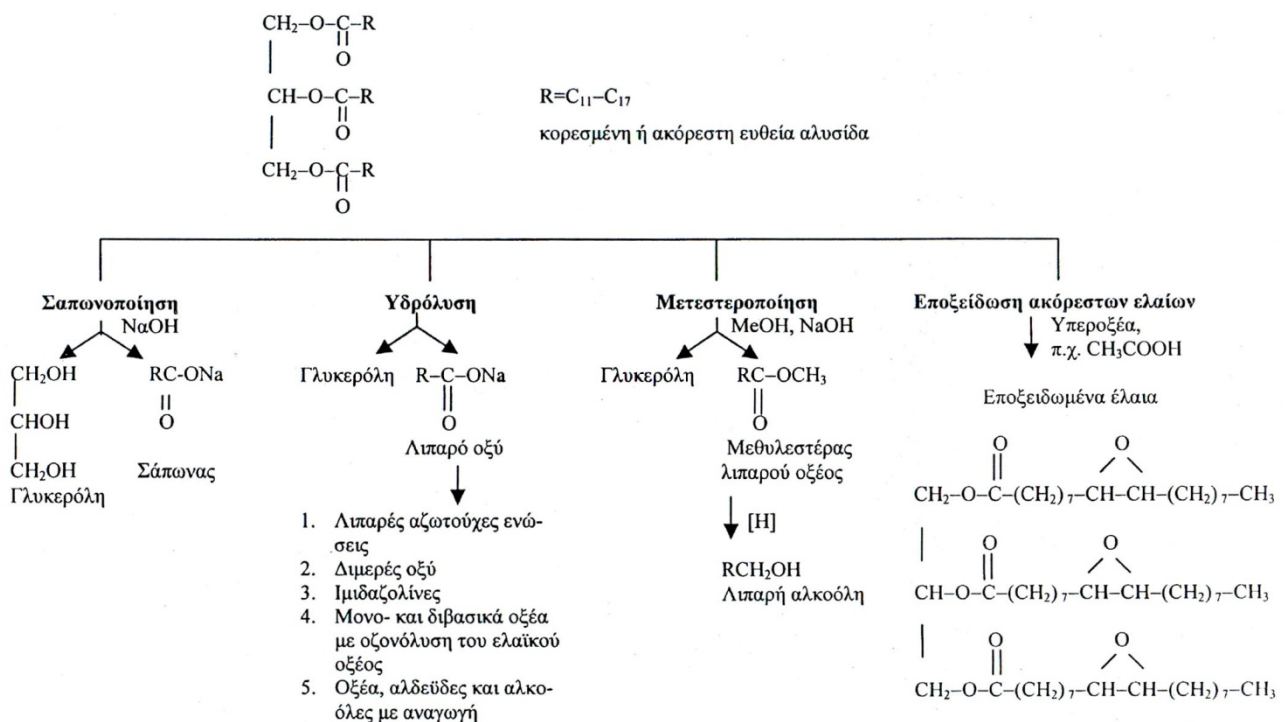 CH₂–O–C–R
||
O
CH–O–C–R
||
O
CH₂–O–C–R
||
O
R=C₁₁–C₁₇
κορεσμένη ή ακόρεστη ευθεία αλυσίδα
Σαπωνοποίηση
NαOH
CH₂OH
CHOH
CH₂OH
Γλυκερόλη
RC-ONa
||
O
Σάπωνας
Υδρόλυση
Γλυκερόλη
R–C–ONa
||
O
Λιπαρό οξύ
1. Λιπαρές αζωτούχες ενώ-
σεις
2. Διμερές οξύ
3. Ιμιδαζολίνες
4. Μονο- και διβασικά οξέα
με οζονόλυση του ελαϊκού
οξέος
5. Οξέα, αλδεΰδες και αλκο-
όλες με αναγωγή
Μετεστεροποίηση
MeOH, NaOH
Γλυκερόλη
RC–OCH₃
||
O
Μεθυλεστέρας
λιπαρού οξέος
[H]
RCH₂OH
Λιπαρή αλκοόλη
Εποξείδωση ακόρεστων ελαίων
Υπεροξέα,
π.χ. CH₃COOH
Εποξειδωμένα έλαια
O O
||
CH₂–O–C–(CH₂)₇–CH–CH–(CH₂)₇–CH₃
O O
||
CH–O–C–(CH₂)₇–CH–CH–(CH₂)₇–CH₃
O O
||
CH₂–O–C–(CH₂)₇–CH–CH–(CH₂)₇–CH₃